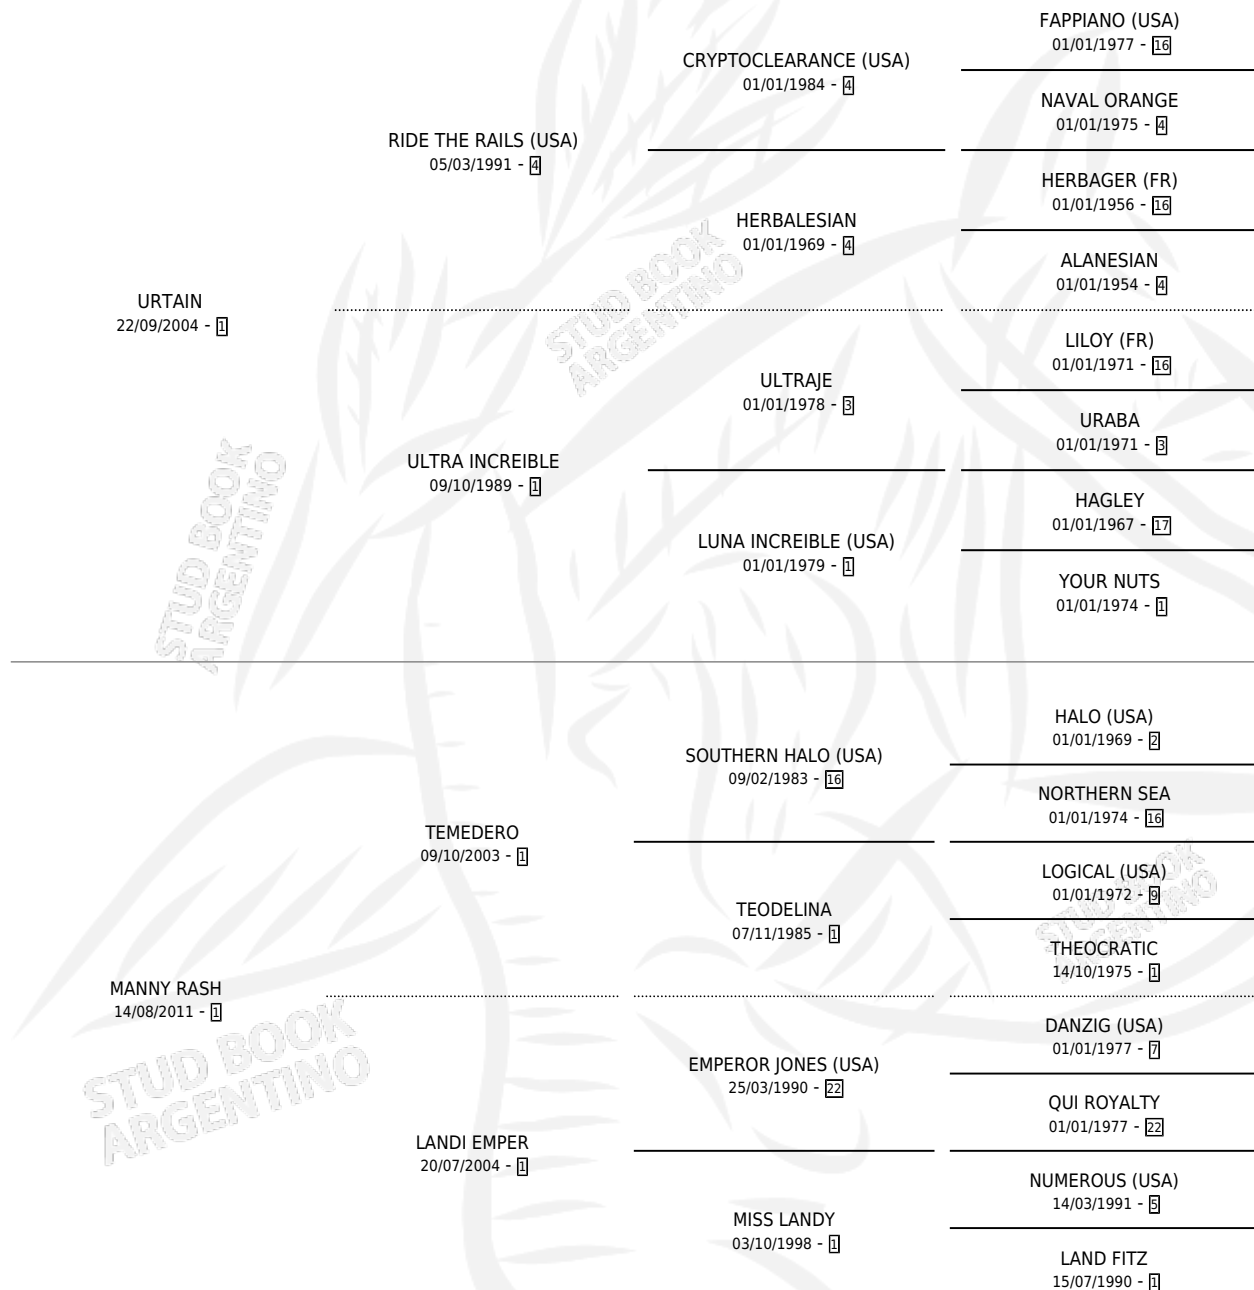 FAPPIANO (USA)
01/01/1977 - 16
CRYPTOCLEARANCE (USA)
01/01/1984 - 4
NAVAL ORANGE
01/01/1975 - 4
RIDE THE RAILS (USA)
05/03/1991 - 4
HERBAGER (FR)
01/01/1956 - 16
HERBALESIAN
01/01/1969 - 4
ALANESIAN
01/01/1954 - 4
URTAIN
22/09/2004 - 1
LILOY (FR)
01/01/1971 - 16
ULTRAJE
01/01/1978 - 3
URABA
01/01/1971 - 3
ULTRA INCREIBLE
09/10/1989 - 1
HAGLEY
01/01/1967 - 17
LUNA INCREIBLE (USA)
01/01/1979 - 1
YOUR NUTS
01/01/1974 - 1
HALO (USA)
01/01/1969 - 2
SOUTHERN HALO (USA)
09/02/1983 - 16
NORTHERN SEA
01/01/1974 - 16
TEMEDERO
09/10/2003 - 1
LOGICAL (USA)
01/01/1972 - 9
TEODELINA
07/11/1985 - 1
THEOCRATIC
14/10/1975 - 1
MANNY RASH
14/08/2011 - 1
DANZIG (USA)
01/01/1977 - 7
EMPEROR JONES (USA)
25/03/1990 - 22
QUI ROYALTY
01/01/1977 - 22
LANDI EMPER
20/07/2004 - 1
NUMEROUS (USA)
14/03/1991 - 5
MISS LANDY
03/10/1998 - 1
LAND FITZ
15/07/1990 - 1
STUD BOOK
ARGENTINO
STUD BOOK
ARGENTINO
STUD BOOK
ARGENTINO
STUD BOOK
ARGENTINO